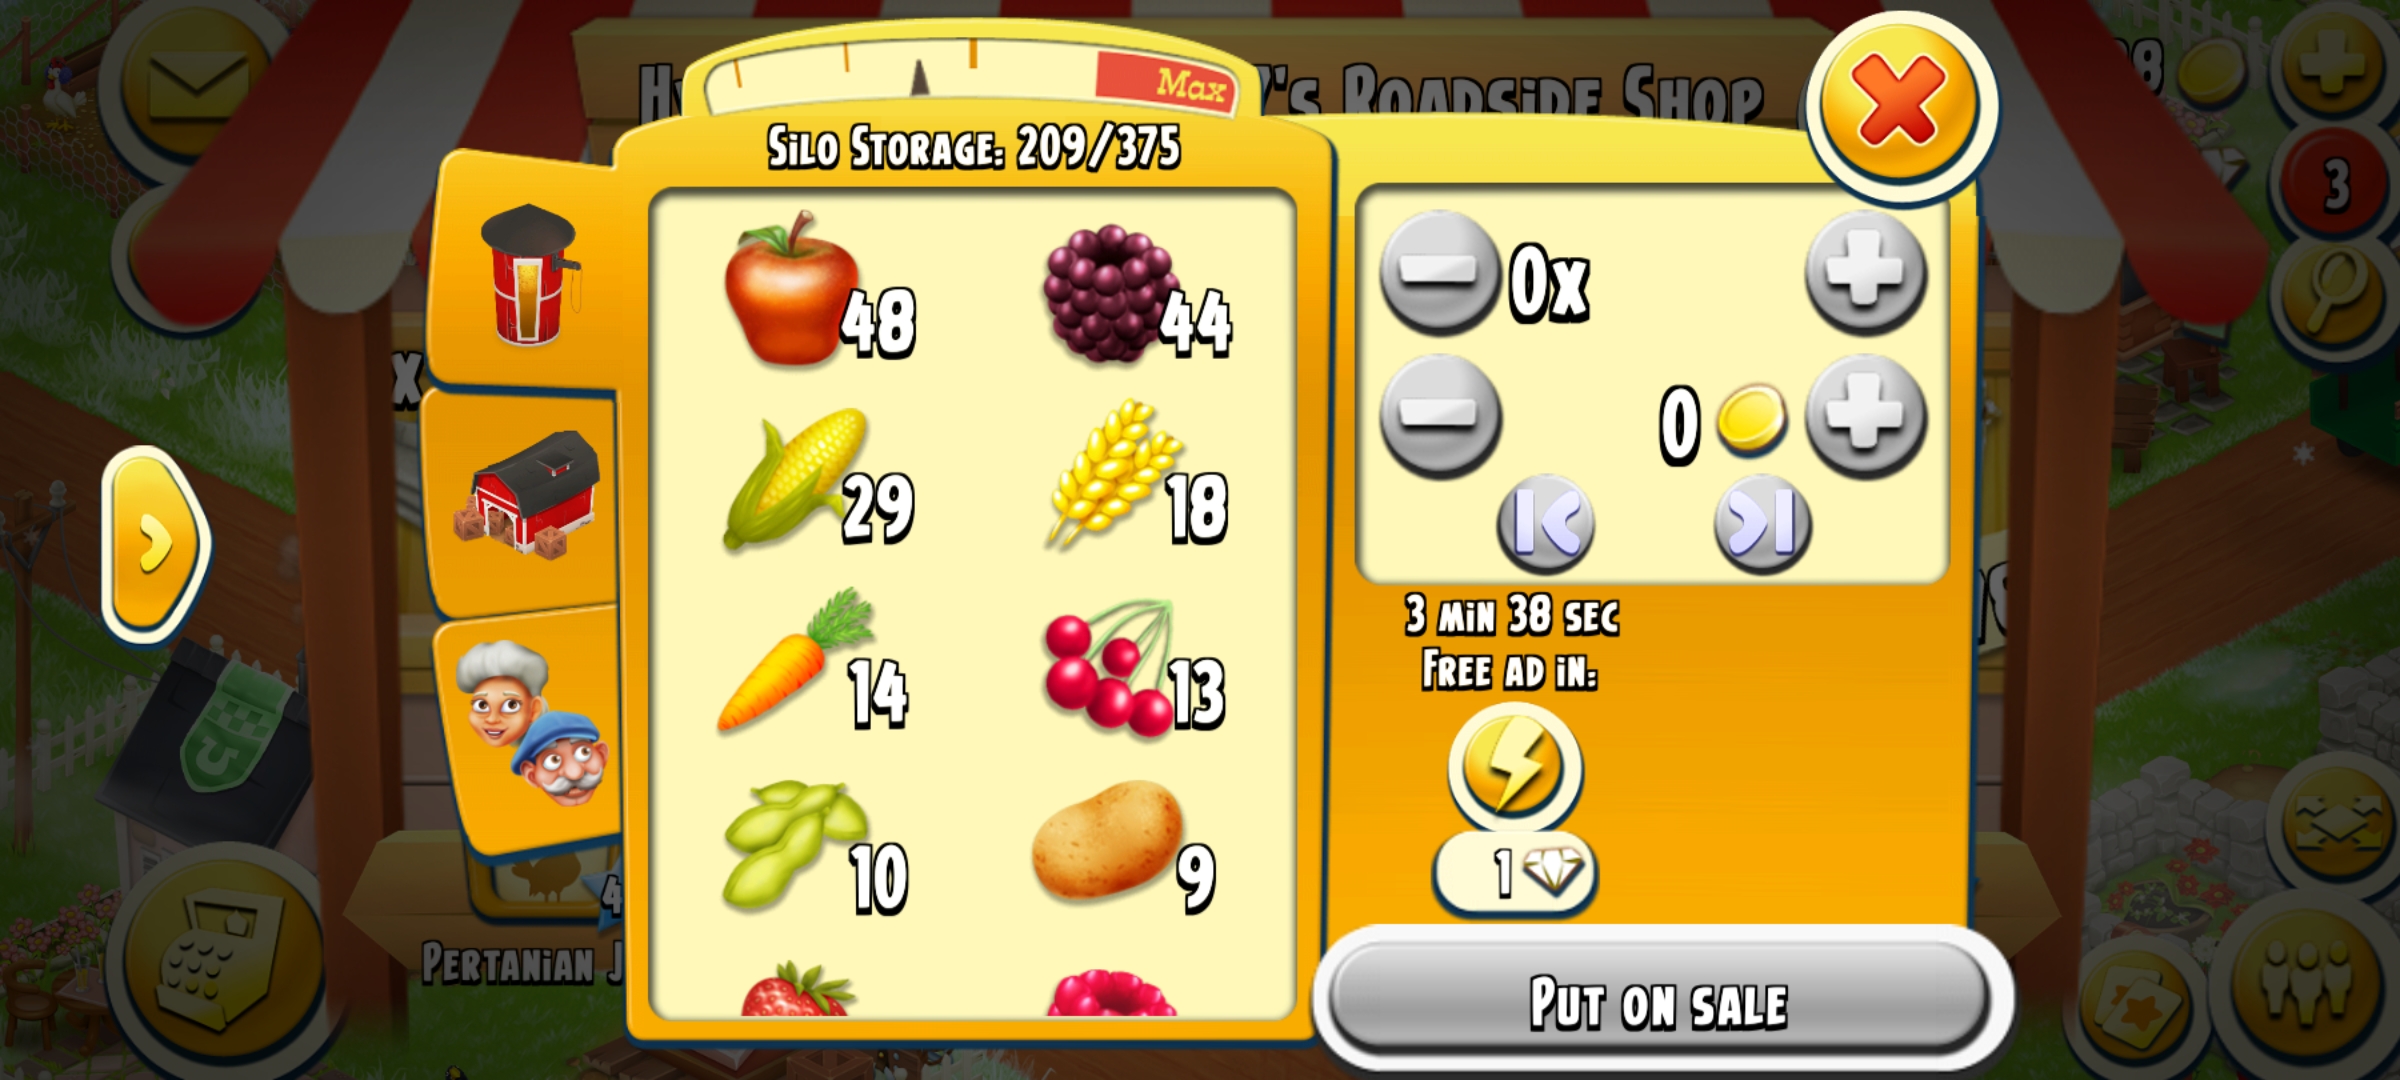 Max
's Roadside Shop
Silo Storage: 209/375
3
48
44
0x
x
29
18
0
14
13
3 min 38 sec
Free ad in:
10
9
1
Pertanian
Put on sale